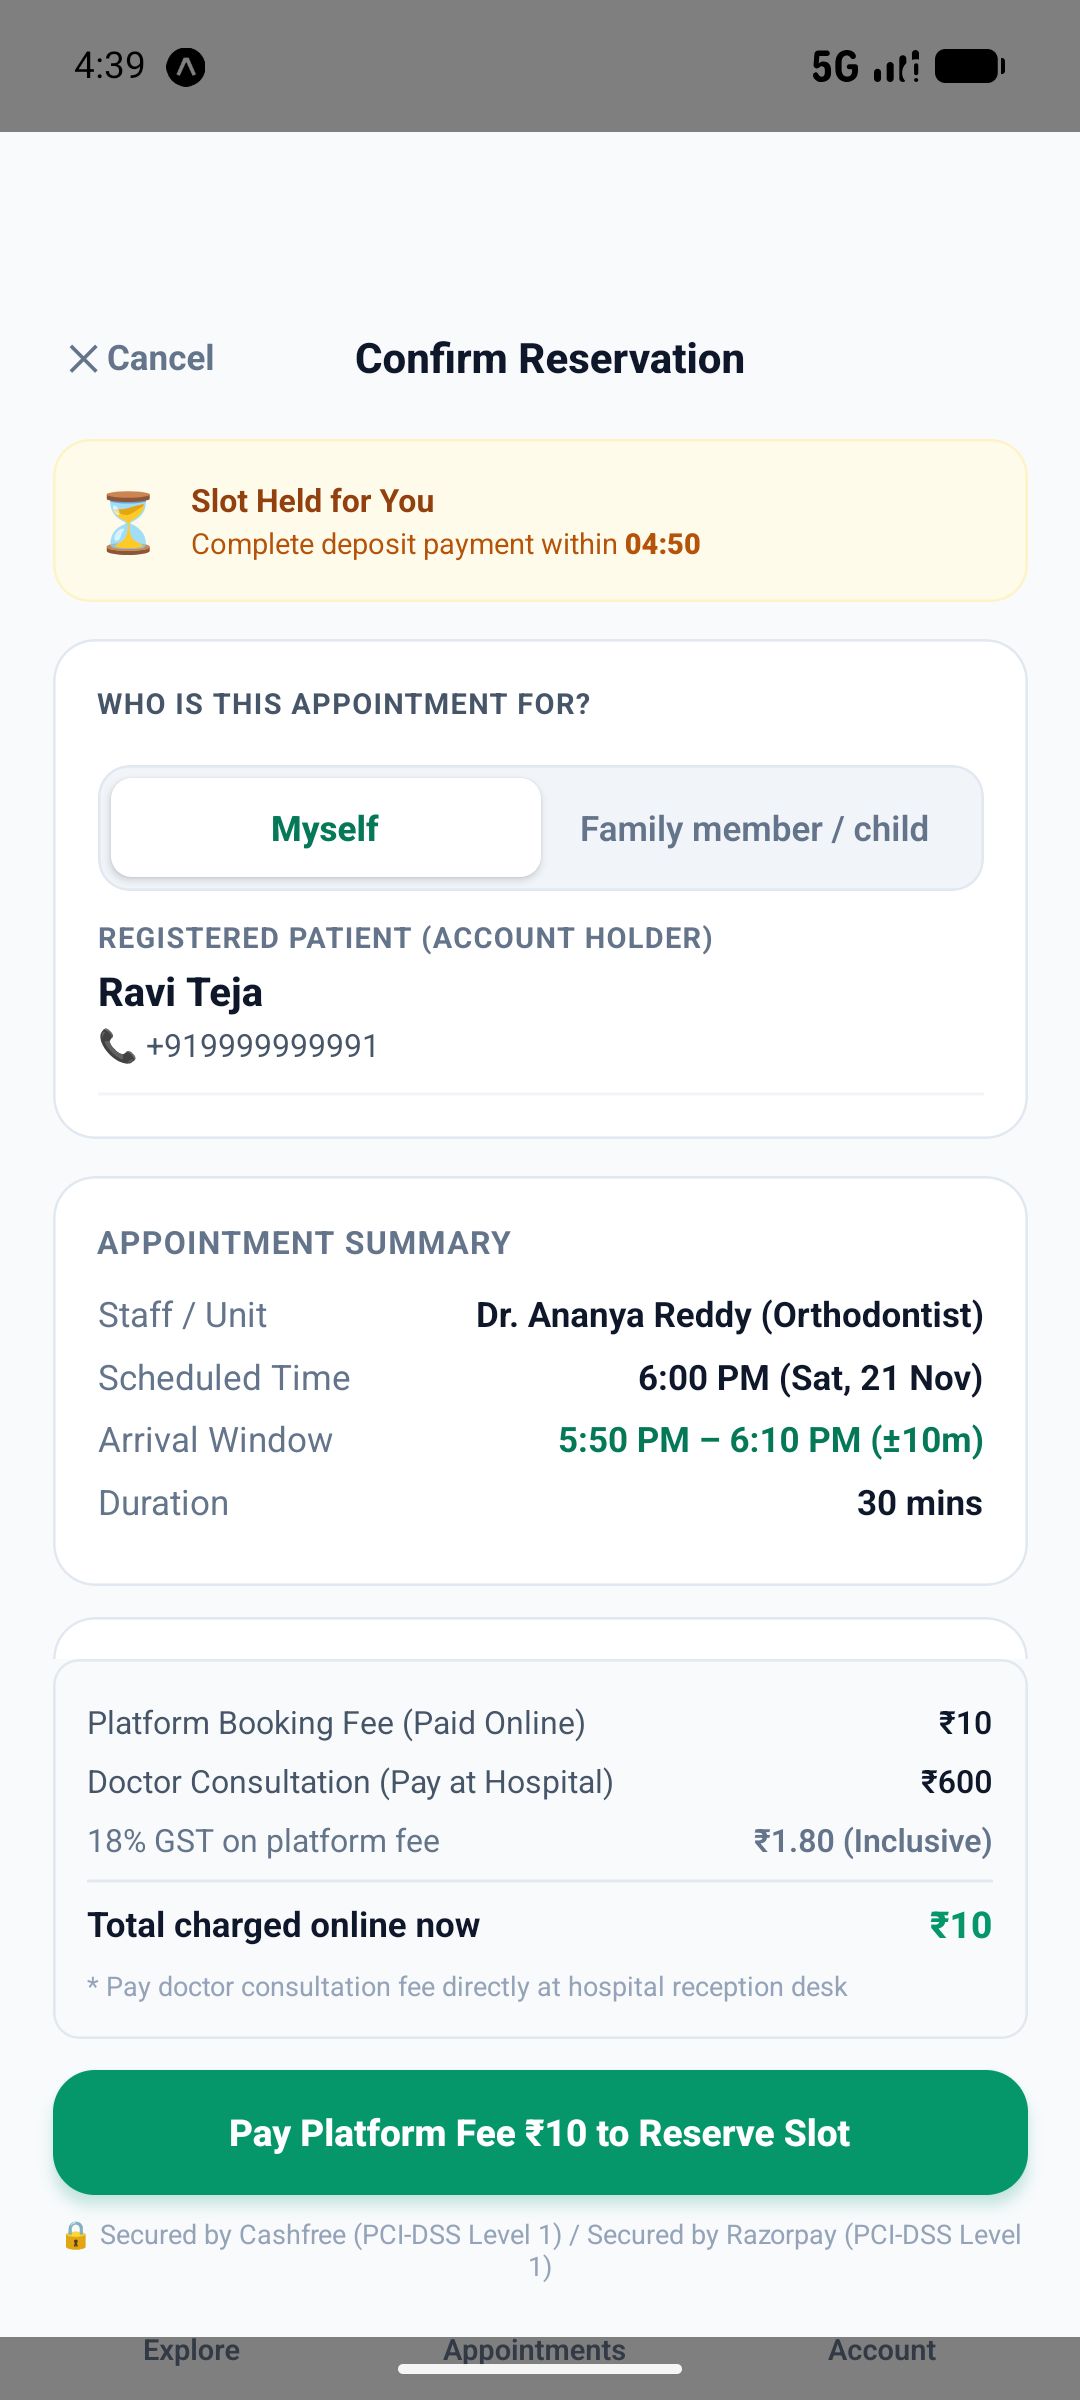 4:39
5G
Cancel
Confirm Reservation
Slot Held for You
Complete deposit payment within 04:50
WHO IS THIS APPOINTMENT FOR?
Myself
Family member / child
REGISTERED PATIENT (ACCOUNT HOLDER)
Ravi Teja
+919999999991
APPOINTMENT SUMMARY
Staff / Unit Dr. Ananya Reddy (Orthodontist)
Scheduled Time 6:00 PM (Sat, 21 Nov)
Arrival Window 5:50 PM – 6:10 PM (±10m)
Duration 30 mins
Platform Booking Fee (Paid Online) ₹10
Doctor Consultation (Pay at Hospital) ₹600
18% GST on platform fee ₹1.80 (Inclusive)
Total charged online now ₹10
* Pay doctor consultation fee directly at hospital reception desk
Pay Platform Fee ₹10 to Reserve Slot
Secured by Cashfree (PCI-DSS Level 1) / Secured by Razorpay (PCI-DSS Level
1)
Explore Appointments Account